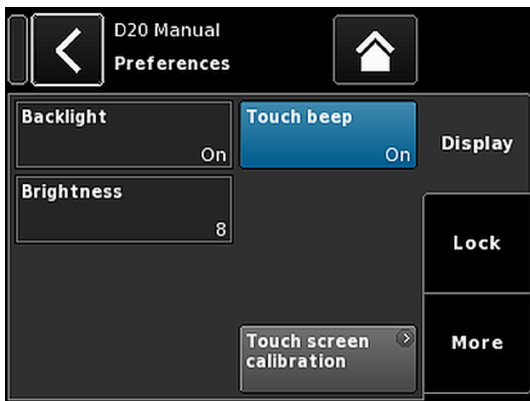 D20 Manual
Preferences
Backlight
On
Touch beep
On
Display
Brightness
8
Lock
Touch screen
calibration
More